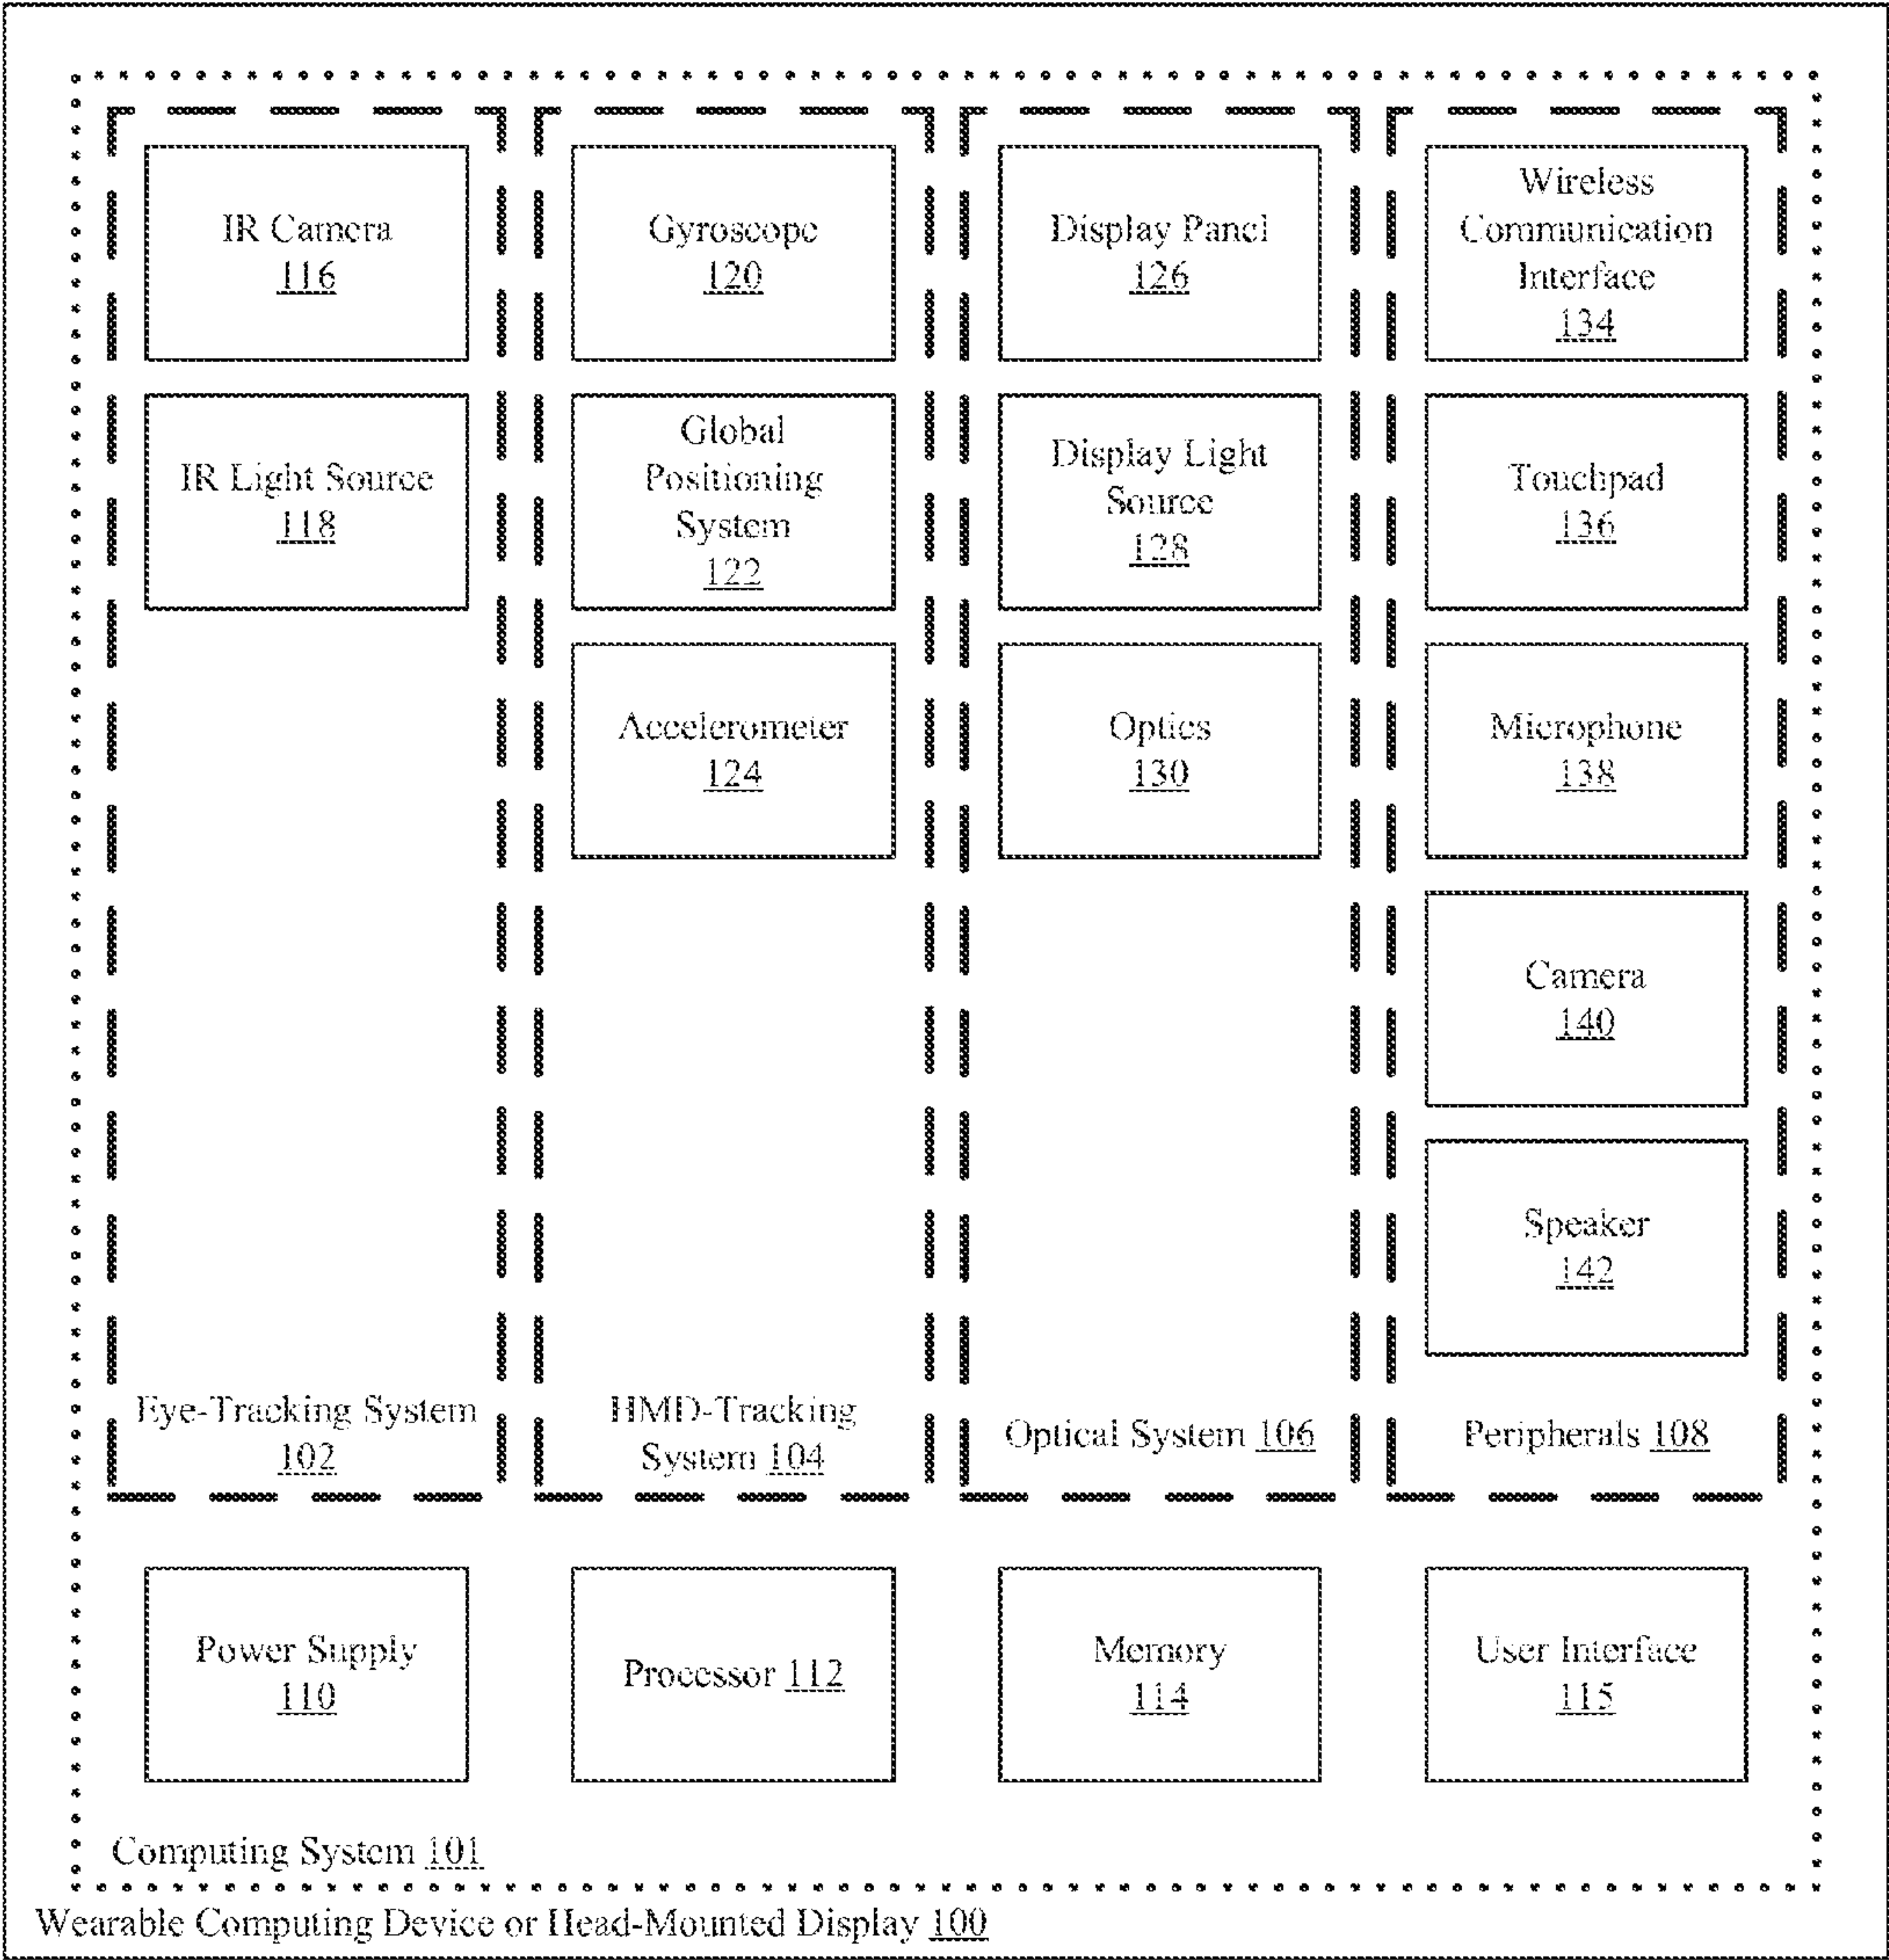 IR Camera
116
IR Light Source
118
Eye-Tracking System
102
Gyroscope
120
Global
Positioning
System
122
Accelerometer
124
HMD-Tracking
System 104
Display Panel
126
Display Light
Source
128
Optics
130
Optical System 106
Wireless
Communication
Interface
134
Touchpad
136
Microphone
138
Camera
140
Speaker
142
Peripherals 108
Power Supply
110
Processor 112
Memory
114
User Interface
115
Computing System 101
Wearable Computing Device or Head-Mounted Display 100